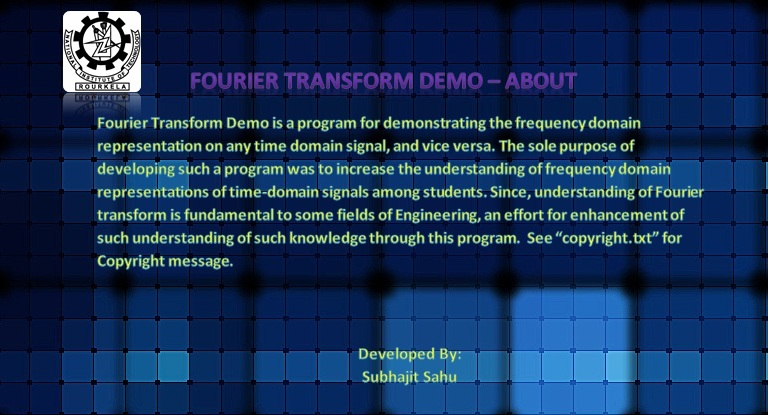 NATIONAL INSTITUTE OF TECHNOLOGY
ROURKELA
FOURIER TRANSFORM DEMO – ABOUT
Fourier Transform Demo is a program for demonstrating the frequency domain
representation on any time domain signal, and vice versa. The sole purpose of
developing such a program was to increase the understanding of frequency domain
representations of time-domain signals among students. Since, understanding of Fourier
transform is fundamental to some fields of Engineering, an effort for enhancement of
such understanding of such knowledge through this program.  See “copyright.txt” for
Copyright message.
Developed By:
Subhajit Sahu